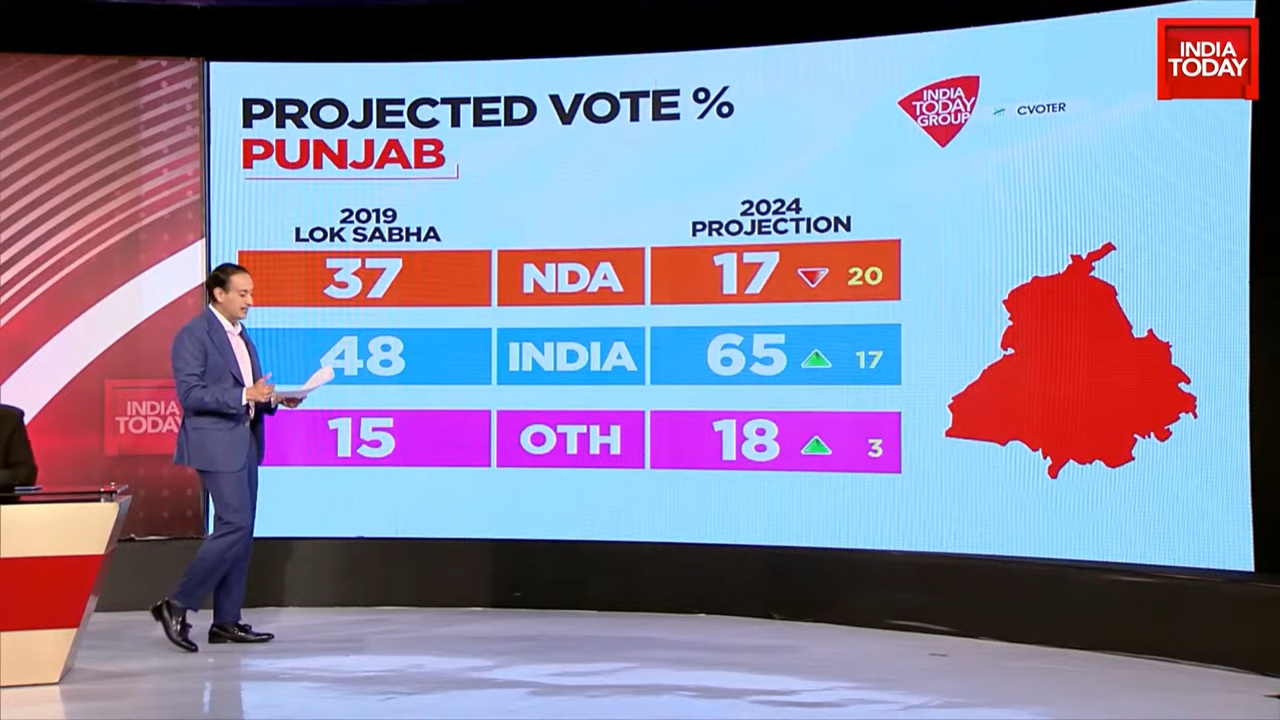 INDIA
TODAY
PROJECTED VOTE %
PUNJAB
INDIA
TODAY
GROUP
CVOTER
2019
LOK SABHA
2024
PROJECTION
37 NDA 17 20
48 INDIA 65 17
15 OTH 18 3
INDIA
TODAY